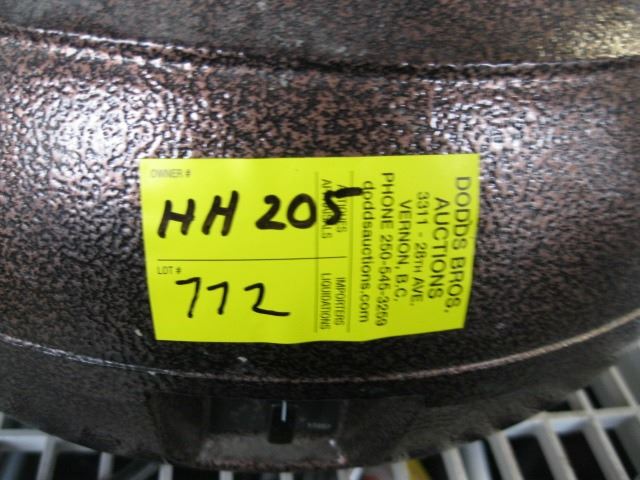 OWNER #
HH 205
LOT #
772
IMPORTERS
LIQUIDATIONS
DODDS BROS,
AUCTIONS
3311 - 28TH AVE.
VERNON, B.C.
PHONE 250-545-3259
doddsauctions.com